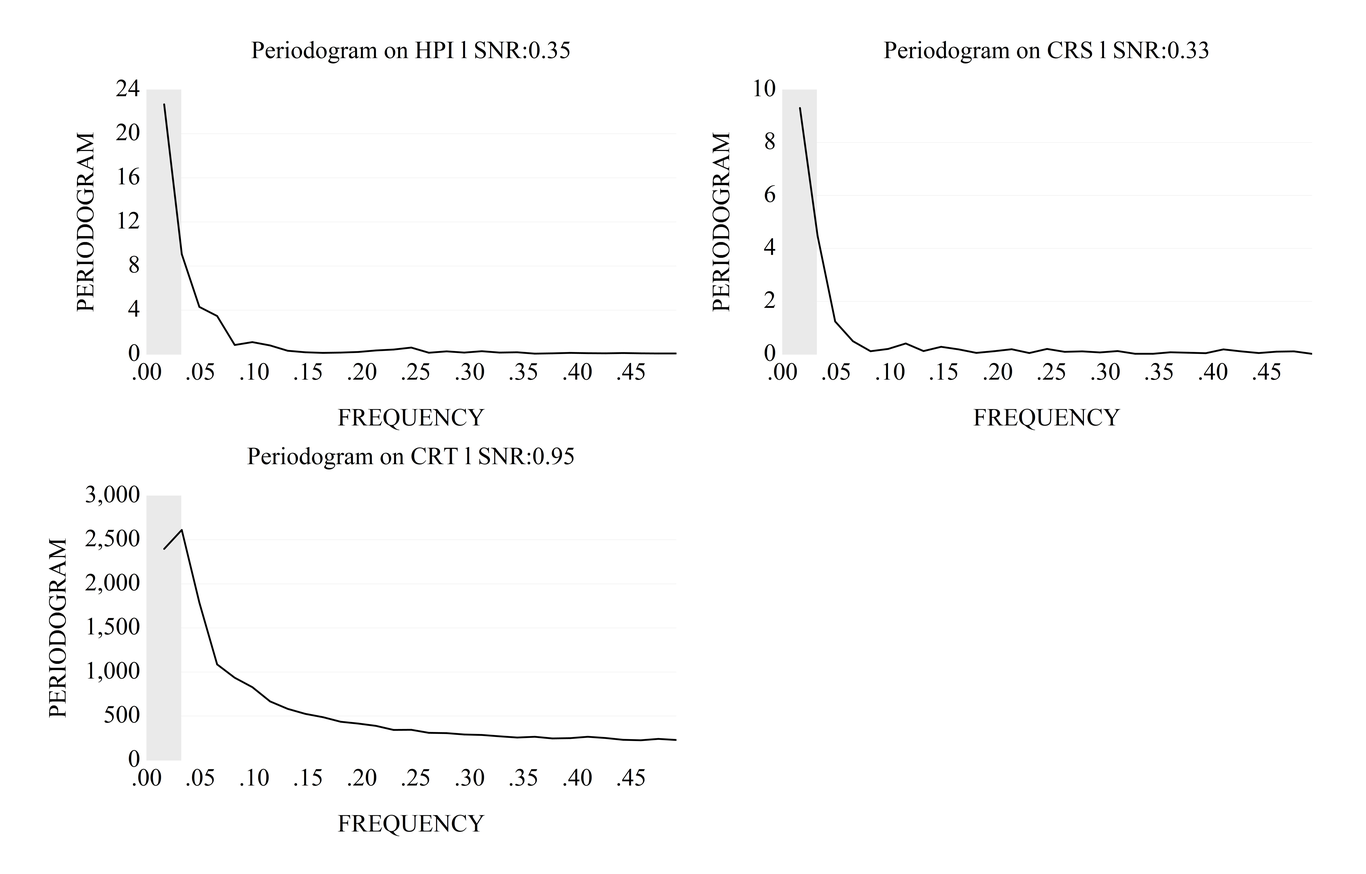 Periodogram on HPI l SNR:0.35
24
20
16
12
8
4
0
PERIODOGRAM
.00 .05 .10 .15 .20 .25 .30 .35 .40 .45
FREQUENCY
Periodogram on CRS l SNR:0.33
10
8
6
4
2
0
PERIODOGRAM
.00 .05 .10 .15 .20 .25 .30 .35 .40 .45
FREQUENCY
Periodogram on CRT l SNR:0.95
3,000
2,500
2,000
1,500
1,000
500
0
PERIODOGRAM
.00 .05 .10 .15 .20 .25 .30 .35 .40 .45
FREQUENCY